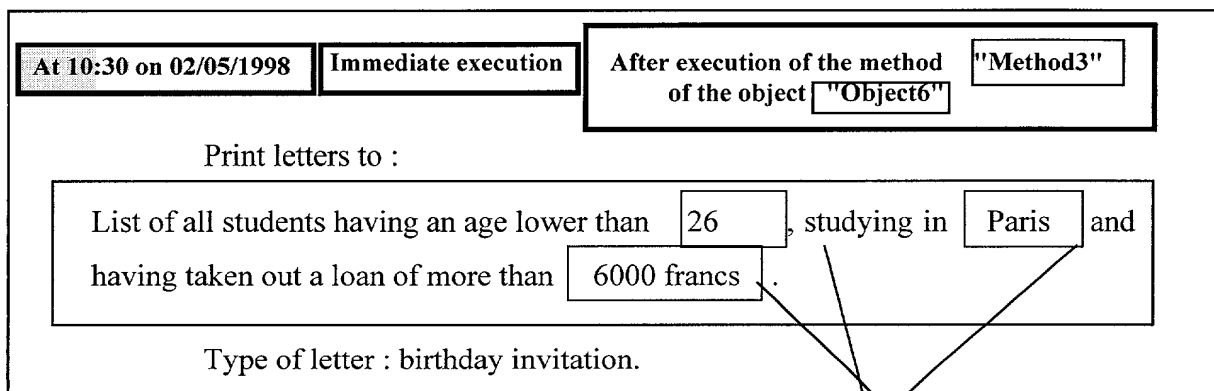 At 10:30 on 02/05/1998 Immediate execution After execution of the method "Method3"
of the object "Object6"
Print letters to :
List of all students having an age lower than 26 , studying in Paris and
having taken out a loan of more than 6000 francs .
Type of letter : birthday invitation.